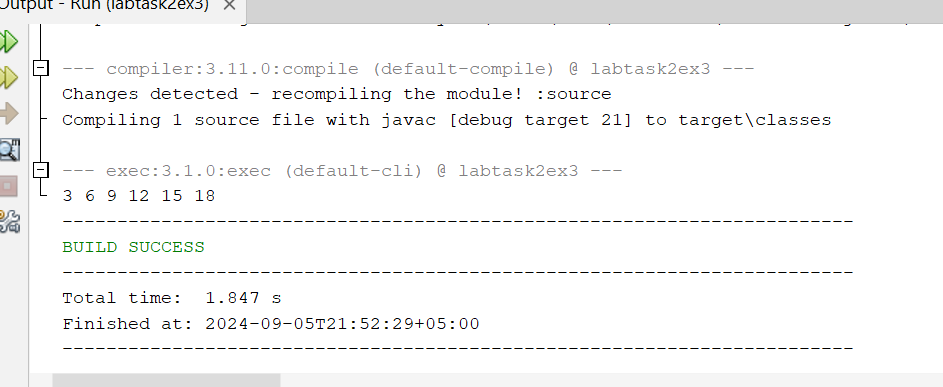 Output - Run (labtask2ex3) ×
--- compiler:3.11.0:compile (default-compile) @ labtask2ex3 ---
Changes detected - recompiling the module! :source
Compiling 1 source file with javac [debug target 21] to target\classes
--- exec:3.1.0:exec (default-cli) @ labtask2ex3 ---
3 6 9 12 15 18
------------------------------------------------------------------------
BUILD SUCCESS
------------------------------------------------------------------------
Total time:  1.847 s
Finished at: 2024-09-05T21:52:29+05:00
------------------------------------------------------------------------